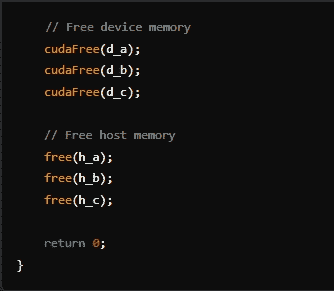 // Free device memory
cudaFree(d_a);
cudaFree(d_b);
cudaFree(d_c);
// Free host memory
free(h_a);
free(h_b);
free(h_c);
return 0;
}